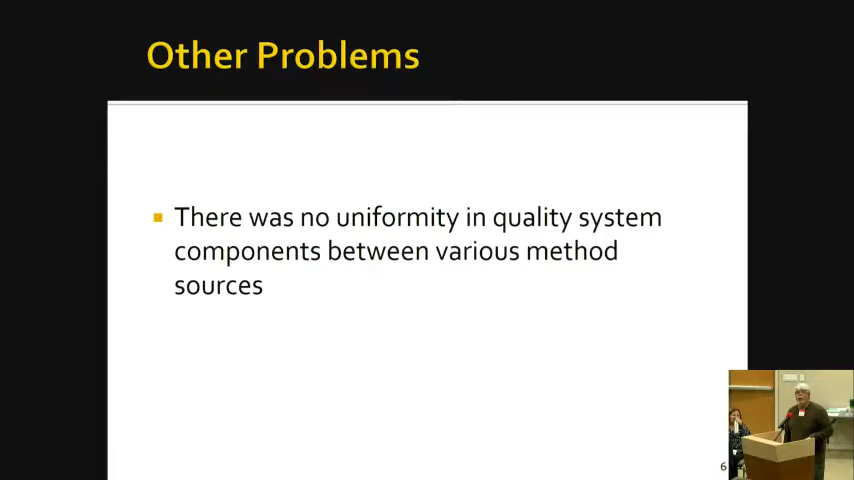 Other Problems
There was no uniformity in quality system
components between various method
sources
6